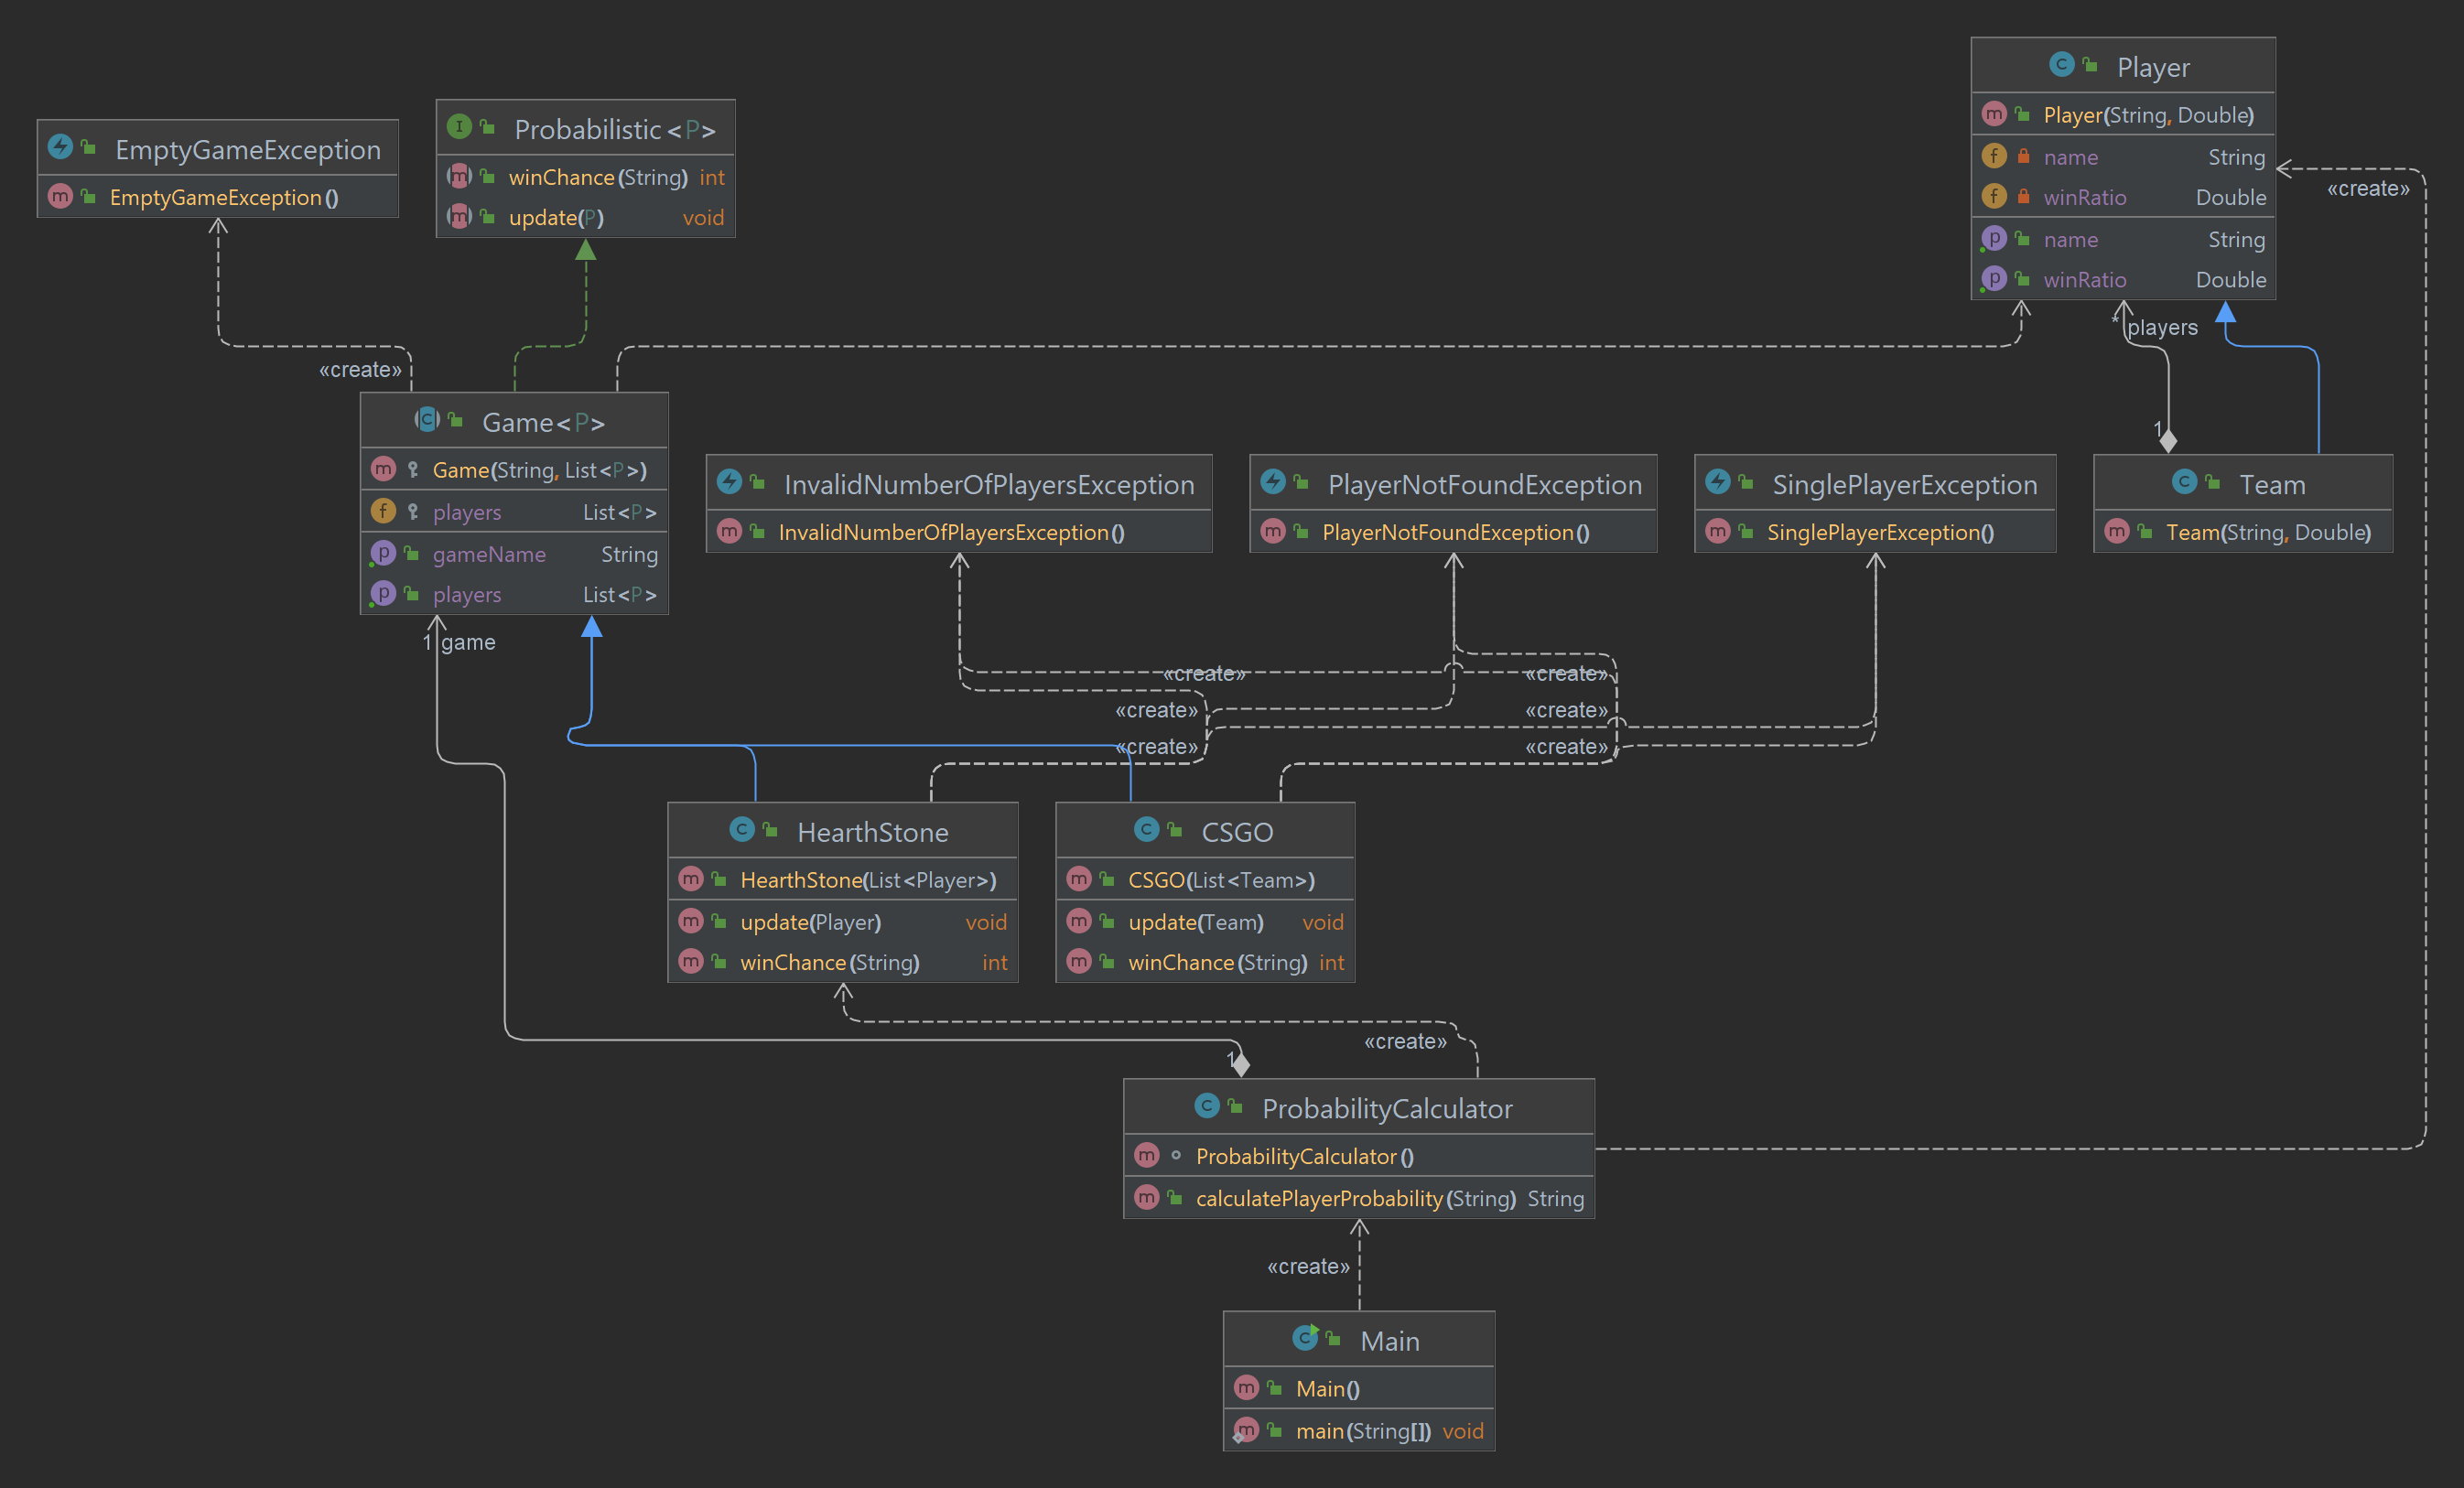 Player
Player(String, Double)
name String
winRatio Double
name String
winRatio Double
«create»
* players
EmptyGameException
EmptyGameException()
Probabilistic<P>
winChance(String) int
update(P) void
«create»
Game<P>
Game(String, List<P>)
players List<P>
gameName String
players List<P>
1 game
InvalidNumberOfPlayersException
InvalidNumberOfPlayersException()
PlayerNotFoundException
PlayerNotFoundException()
SinglePlayerException
SinglePlayerException()
1
Team
Team(String, Double)
«create» «create»
«create» «create»
«create» «create»
HearthStone
HearthStone(List<Player>)
update(Player) void
winChance(String) int
CSGO
CSGO(List<Team>)
update(Team) void
winChance(String) int
«create»
1
ProbabilityCalculator
ProbabilityCalculator()
calculatePlayerProbability(String) String
«create»
Main
Main()
main(String[]) void